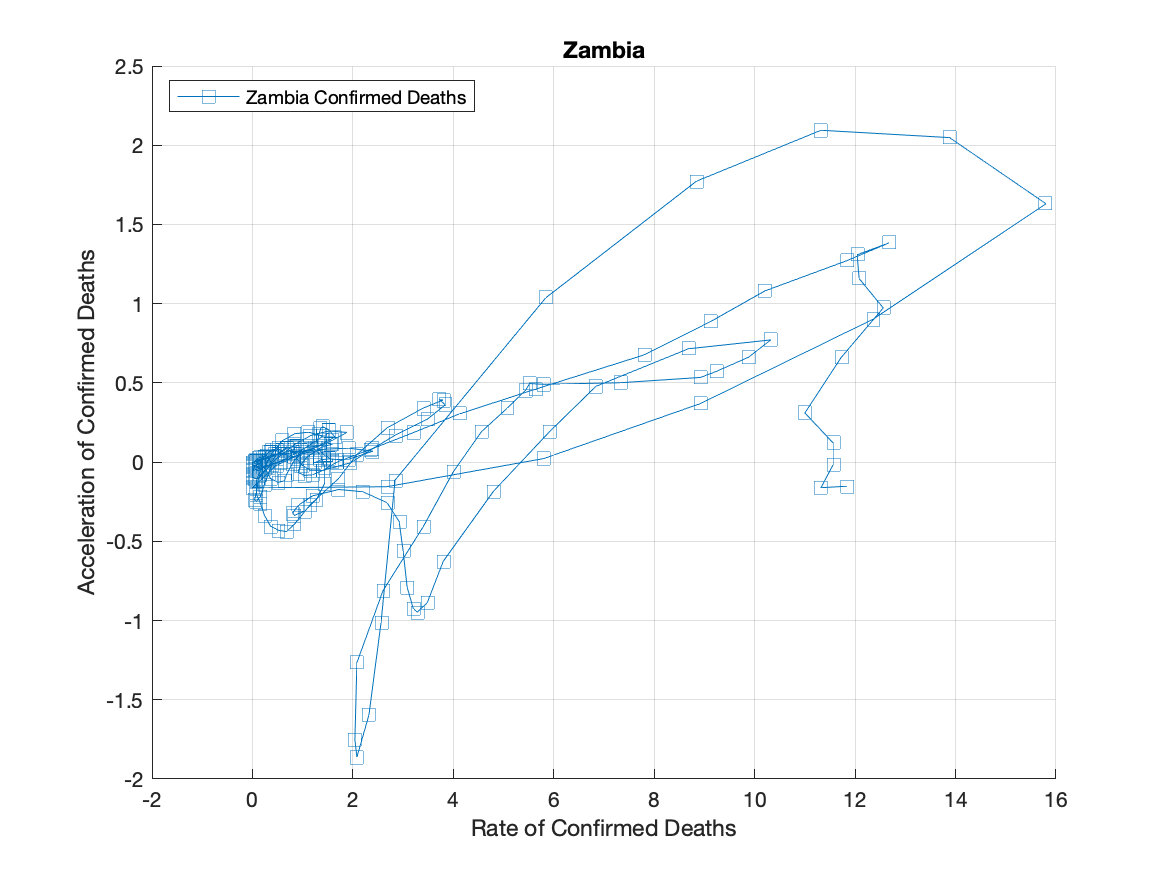 Zambia
Zambia Confirmed Deaths
2.5
2
1.5
1
0.5
0
-0.5
-1
-1.5
-2
Acceleration of Confirmed Deaths
-2 0 2 4 6 8 10 12 14 16
Rate of Confirmed Deaths